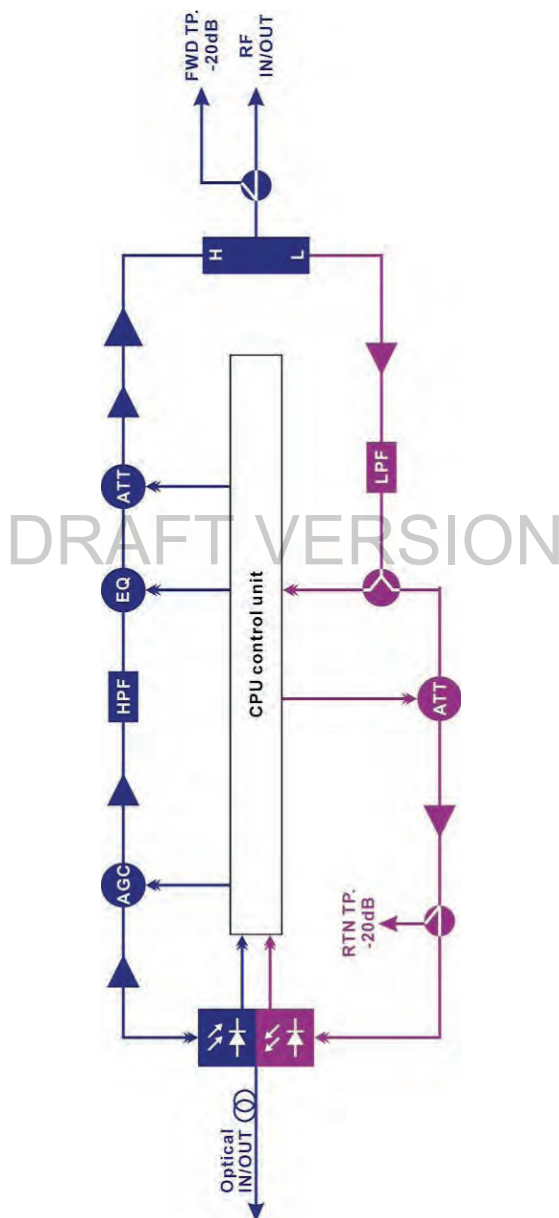 FWD TP.
-20dB
RF
IN/OUT
H
L
ATT
EQ
HPF
AGC
CPU control unit
LPF
ATT
RTN TP.
-20dB
Optical
IN/OUT
DRAFT VERSION